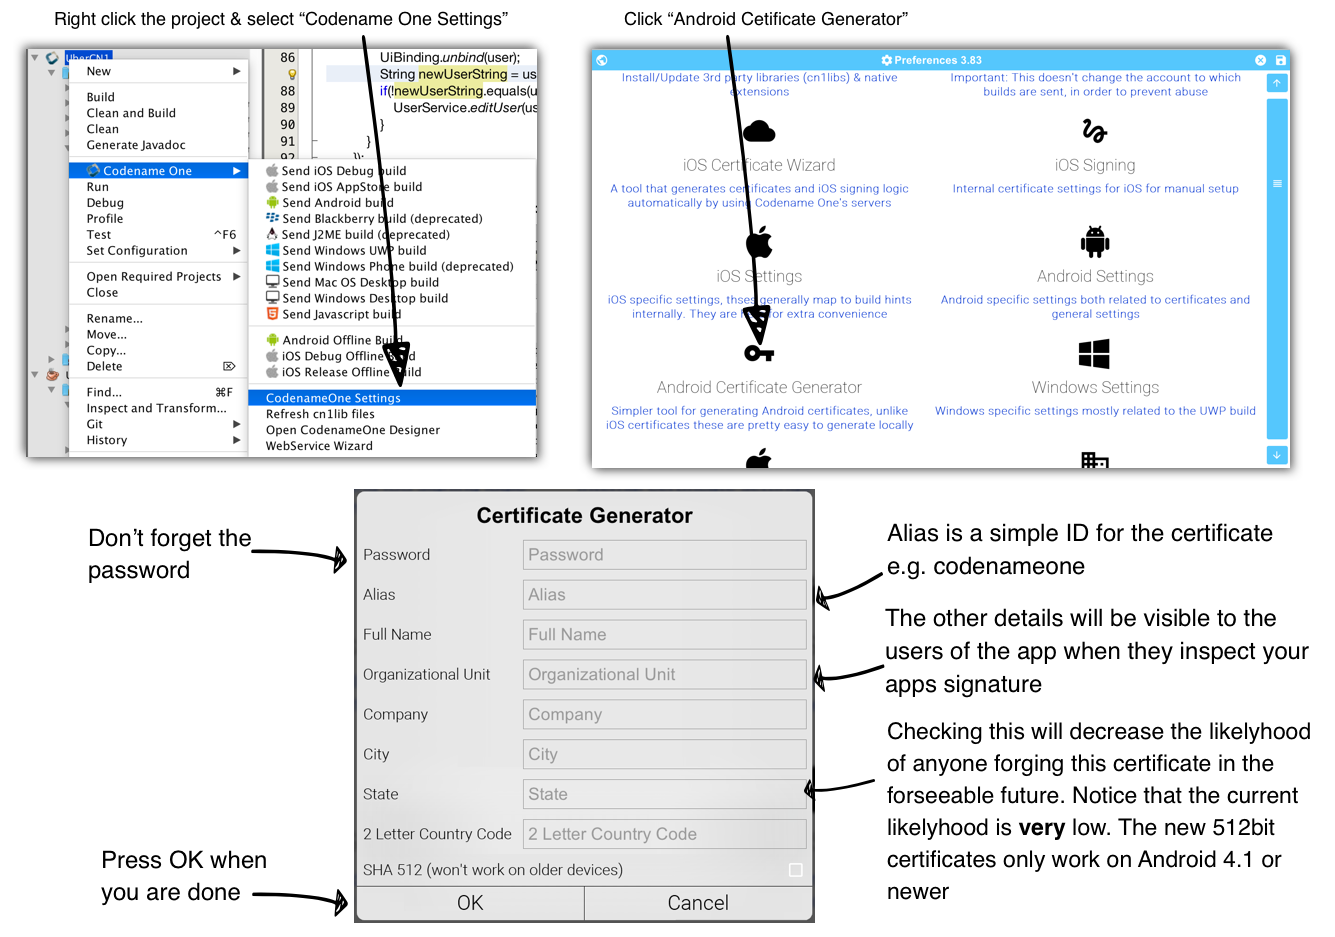 Right click the project & select “Codename One Settings”
Click “Android Cetificate Generator”
UberCN1
New
Build
Clean and Build
Clean
Generate Javadoc
Codename One
Run
Debug
Profile
Test ^F6
Set Configuration
Open Required Projects
Close
Rename...
Move...
Copy...
Delete
Find... ⌘F
Inspect and Transform...
Git
History
86 UiBinding.unbind(user);
String newUserString = us
88 if(!newUserString.equals(u
89 UserService.editUser(us
90 }
91 }
92 });
Send iOS Debug build
Send iOS AppStore build
Send Android build
Send Blackberry build (deprecated)
Send J2ME build (deprecated)
Send Windows UWP build
Send Windows Phone build (deprecated)
Send Mac OS Desktop build
Send Windows Desktop build
Send Javascript build
Android Offline Build
iOS Debug Offline Build
iOS Release Offline Build
CodenameOne Settings
Refresh cn1lib files
Open CodenameOne Designer
WebService Wizard
Preferences 3.83
Install/Update 3rd party libraries (cn1libs) & native
extensions
Important: This doesn't change the account to which
builds are sent, in order to prevent abuse
iOS Certificate Wizard
A tool that generates certificates and iOS signing logic
automatically by using Codename One's servers
iOS Signing
Internal certificate settings for iOS for manual setup
iOS Settings
iOS specific settings, thses generally map to build hints
internally. They are for extra convenience
Android Settings
Android specific settings both related to certificates and
general settings
Android Certificate Generator
Simpler tool for generating Android certificates, unlike
iOS certificates these are pretty easy to generate locally
Windows Settings
Windows specific settings mostly related to the UWP build
Don’t forget the
password
Press OK when
you are done
Certificate Generator
Password Password
Alias Alias
Full Name Full Name
Organizational Unit Organizational Unit
Company Company
City City
State State
2 Letter Country Code 2 Letter Country Code
SHA 512 (won't work on older devices)
OK Cancel
Alias is a simple ID for the certificate
e.g. codenameone
The other details will be visible to the
users of the app when they inspect your
apps signature
Checking this will decrease the likelyhood
of anyone forging this certificate in the
forseeable future. Notice that the current
likelyhood is very low. The new 512bit
certificates only work on Android 4.1 or
newer